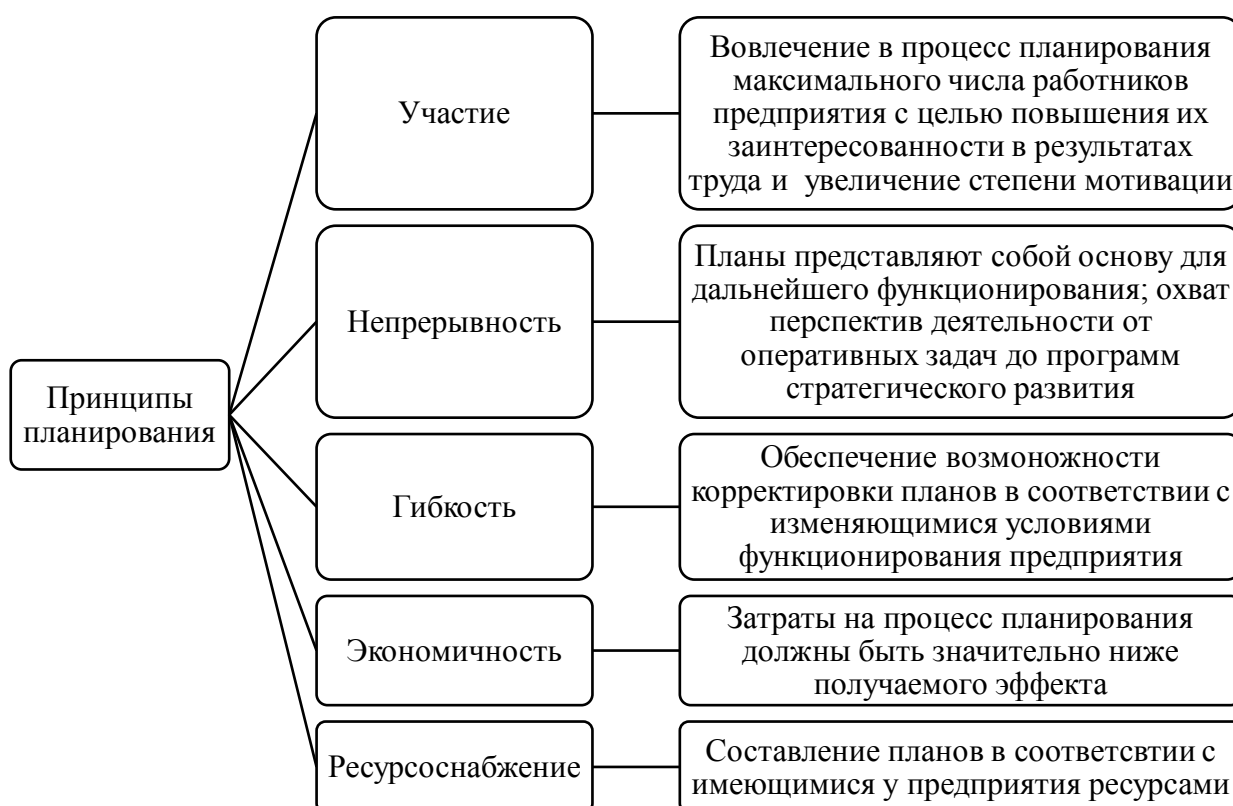 Принципы
планирования
Участие
Вовлечение в процесс планирования
максимального числа работников
предприятия с целью повышения их
заинтересованности в результатах
труда и увеличение степени мотивации
Непрерывность
Планы представляют собой основу для
дальнейшего функционирования; охват
перспектив деятельности от
оперативных задач до программ
стратегического развития
Гибкость
Обеспечение возмоножности
корректировки планов в соответствии с
изменяющимися условиями
функционирования предприятия
Экономичность
Затраты на процесс планирования
должны быть значительно ниже
получаемого эффекта
Ресурсоснабжение
Составление планов в соответсвтии с
имеющимися у предприятия ресурсами